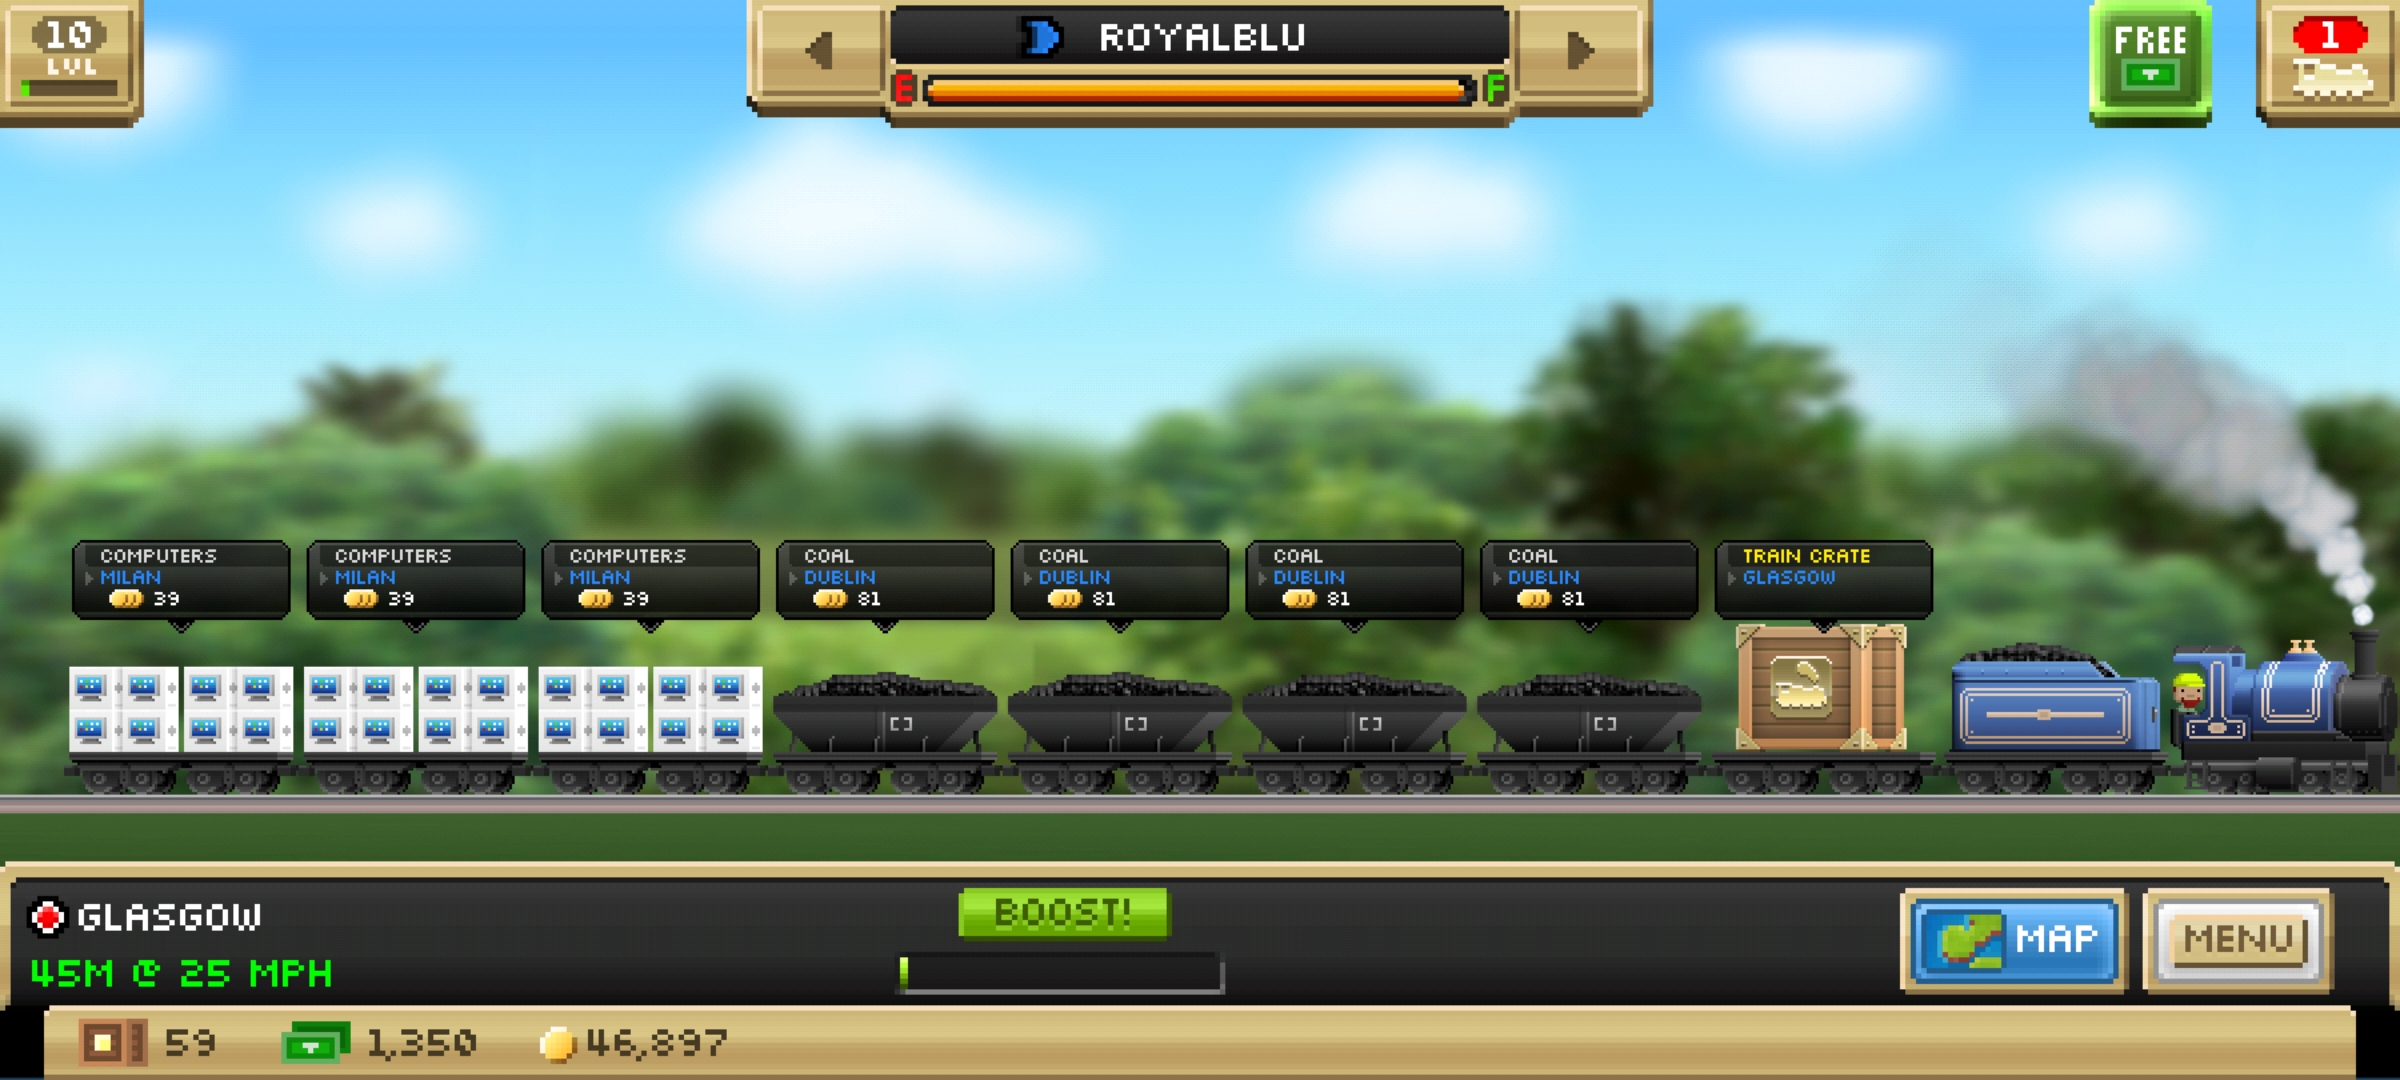 10
LVL
ROYALBLU
E
F
FREE
1
COMPUTERS
MILAN
39
COMPUTERS
MILAN
39
COMPUTERS
MILAN
39
COAL
DUBLIN
81
COAL
DUBLIN
81
COAL
DUBLIN
81
COAL
DUBLIN
81
TRAIN CRATE
GLASGOW
GLASGOW
45M @ 25 MPH
BOOST!
MAP
MENU
59
1,350
46,897